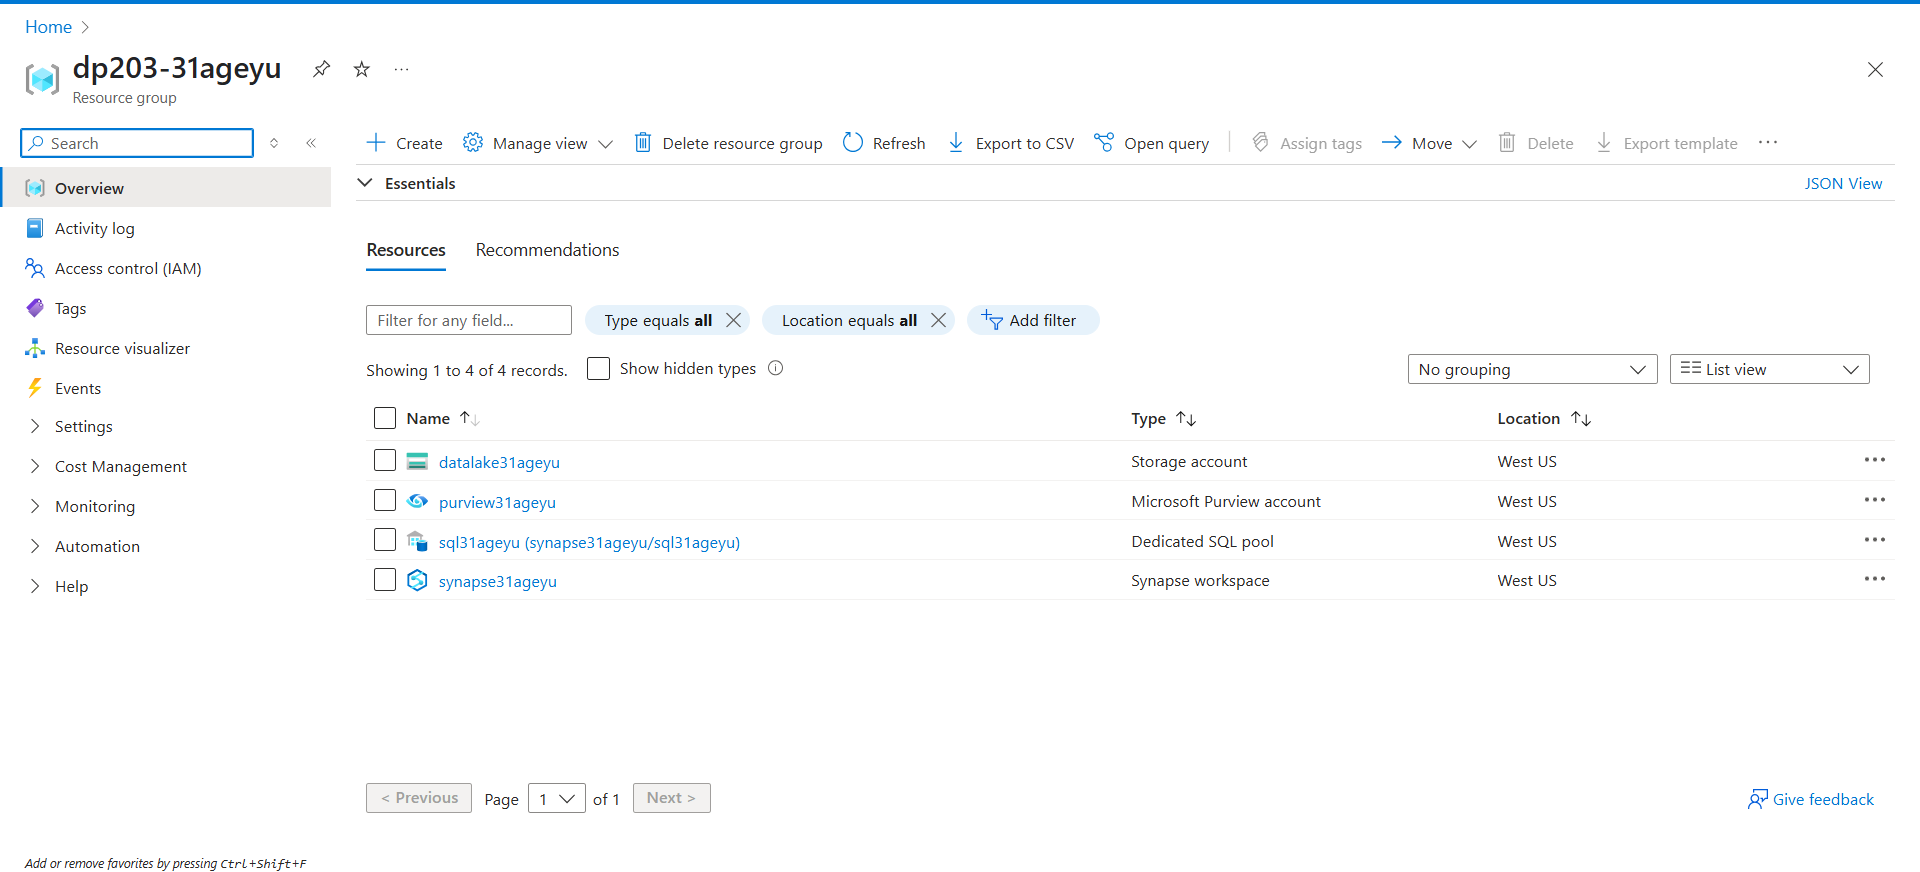 Home
dp203-31ageyu
Resource group
Search
Create
Manage view
Delete resource group
Refresh
Export to CSV
Open query
Assign tags
Move
Delete
Export template
Overview
Activity log
Access control (IAM)
Tags
Resource visualizer
Events
Settings
Cost Management
Monitoring
Automation
Help
Essentials
JSON View
Resources
Recommendations
Filter for any field...
Type equals all
Location equals all
Add filter
Showing 1 to 4 of 4 records.
Show hidden types
No grouping
List view
Name Type Location
datalake31ageyu Storage account West US
purview31ageyu Microsoft Purview account West US
sql31ageyu (synapse31ageyu/sql31ageyu) Dedicated SQL pool West US
synapse31ageyu Synapse workspace West US
< Previous Page 1 of 1 Next >
Give feedback
Add or remove favorites by pressing Ctrl+Shift+F